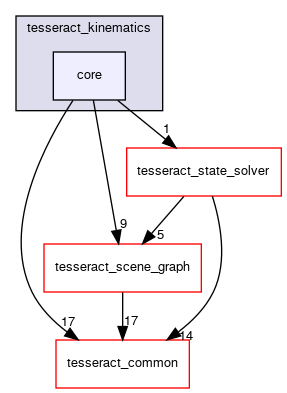 tesseract_kinematics
core
1
tesseract_state_solver
9
5
tesseract_scene_graph
17
17
14
tesseract_common